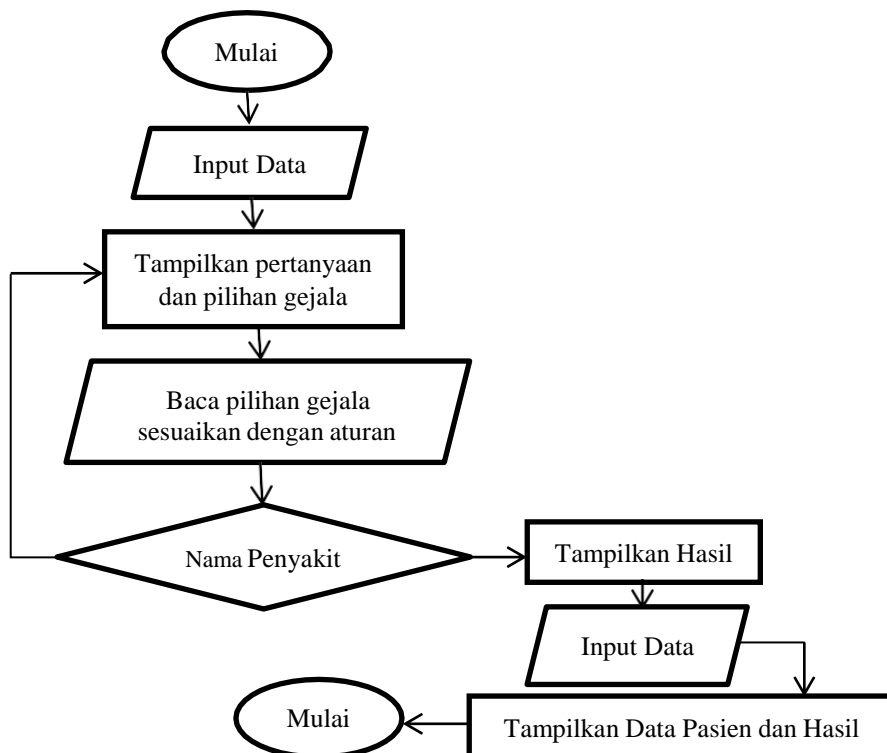 Mulai
Input Data
Tampilkan pertanyaan
dan pilihan gejala
Baca pilihan gejala
sesuaikan dengan aturan
Nama Penyakit
Tampilkan Hasil
Input Data
Tampilkan Data Pasien dan Hasil
Mulai